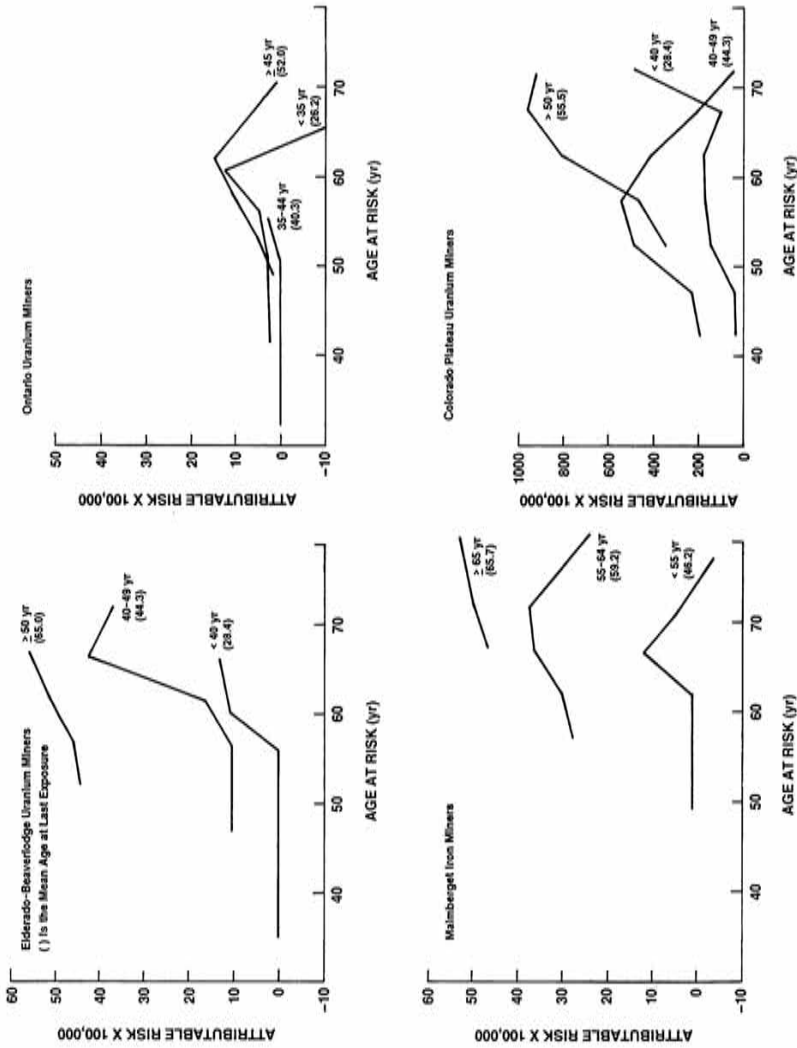 Elderado-Beaverlodge Uranium Miners
( ) Is the Mean Age at Last Exposure
ATTRIBUTABLE RISK X 100,000
60
50
40
30
20
10
0
-10
≥ 50 yr
(65.0)
40-49 yr
(44.3)
< 40 yr
(28.4)
40
50
60
70
AGE AT RISK (yr)
Ontario Uranium Miners
ATTRIBUTABLE RISK X 100,000
50
40
30
20
10
0
-10
≥ 45 yr
(52.0)
< 35 yr
(26.2)
35-44 yr
(40.3)
40
50
60
70
AGE AT RISK (yr)
Malmberget Iron Miners
ATTRIBUTABLE RISK X 100,000
60
50
40
30
20
10
0
-10
≥ 65 yr
(65.7)
55-64 yr
(59.2)
< 55 yr
(46.2)
40
50
60
70
AGE AT RISK (yr)
Colorado Plateau Uranium Miners
ATTRIBUTABLE RISK X 100,000
1000
800
600
400
200
0
> 50 yr
(55.5)
< 40 yr
(28.4)
40-49 yr
(44.3)
40
50
60
70
AGE AT RISK (yr)